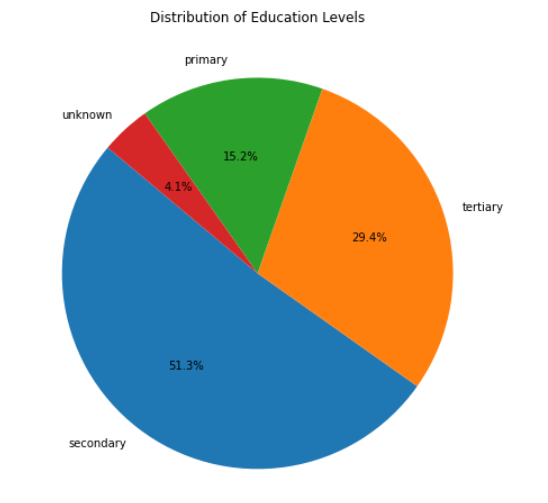 Distribution of Education Levels
primary
unknown
15.2%
4.1%
tertiary
29.4%
51.3%
secondary